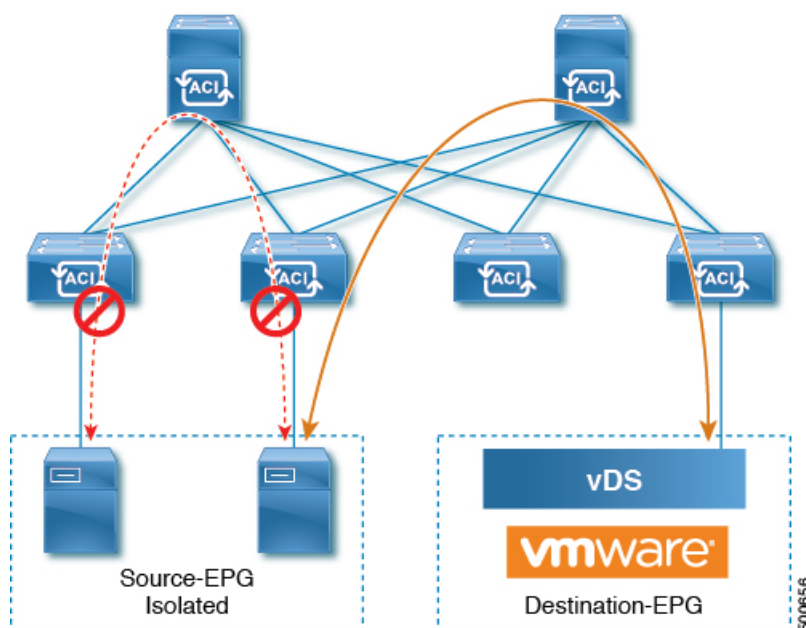 ACI
ACI
ACI
ACI
ACI
ACI
vDS
vmware®
Source-EPG
Isolated
Destination-EPG